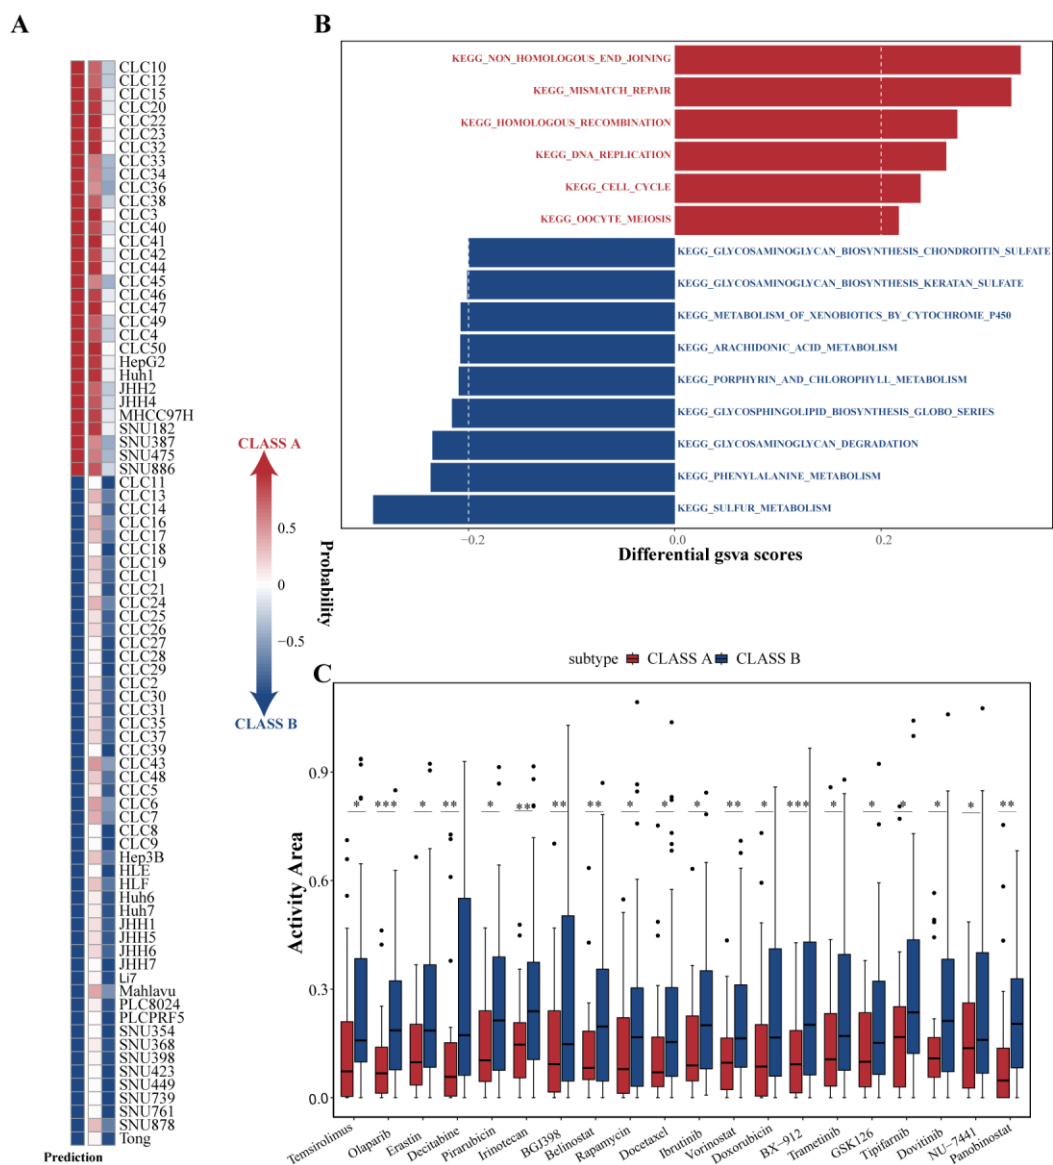 A
CLC10
CLC12
CLC15
CLC20
CLC22
CLC23
CLC32
CLC33
CLC34
CLC36
CLC38
CLC3
CLC40
CLC41
CLC42
CLC44
CLC45
CLC46
CLC47
CLC49
CLC4
CLC50
HepG2
Huh1
JHH2
JHH4
MHCC97H
SNU182
SNU387
SNU475
SNU886
CLC11
CLC13
CLC14
CLC16
CLC17
CLC18
CLC19
CLC1
CLC21
CLC24
CLC25
CLC26
CLC27
CLC28
CLC29
CLC2
CLC30
CLC31
CLC35
CLC37
CLC39
CLC43
CLC48
CLC5
CLC6
CLC7
CLC8
CLC9
Hep3B
HLE
HLF
Huh6
Huh7
JHH1
JHH5
JHH6
JHH7
Li7
Mahlavu
PLC8024
PLCPRF5
SNU354
SNU368
SNU398
SNU423
SNU449
SNU739
SNU761
SNU878
Tong
Prediction
CLASS A
0.5
0
−0.5
CLASS B
Probability
B
KEGG_NON_HOMOLOGOUS_END_JOINING
KEGG_MISMATCH_REPAIR
KEGG_HOMOLOGOUS_RECOMBINATION
KEGG_DNA_REPLICATION
KEGG_CELL_CYCLE
KEGG_OOCYTE_MEIOSIS
KEGG_GLYCOSAMINOGLYCAN_BIOSYNTHESIS_CHONDROITIN_SULFATE
KEGG_GLYCOSAMINOGLYCAN_BIOSYNTHESIS_KERATAN_SULFATE
KEGG_METABOLISM_OF_XENOBIOTICS_BY_CYTOCHROME_P450
KEGG_ARACHIDONIC_ACID_METABOLISM
KEGG_PORPHYRIN_AND_CHLOROPHYLL_METABOLISM
KEGG_GLYCOSPHINGOLIPID_BIOSYNTHESIS_GLOBO_SERIES
KEGG_GLYCOSAMINOGLYCAN_DEGRADATION
KEGG_PHENYLALANINE_METABOLISM
KEGG_SULFUR_METABOLISM
−0.2 0.0 0.2
Differential gsva scores
C
subtype CLASS A CLASS B
Activity Area
0.9
0.6
0.3
0.0
* *** * ** * ** ** ** * * * ** * *** * * * * * **
Temsirolimus
Olaparib
Erastin
Decitabine
Pirarubicin
Irinotecan
BGJ398
Belinostat
Rapamycin
Docetaxel
Ibrutinib
Vorinostat
Doxorubicin
BX−912
Trametinib
GSK126
Tipifarnib
Dovitinib
NU−7441
Panobinostat